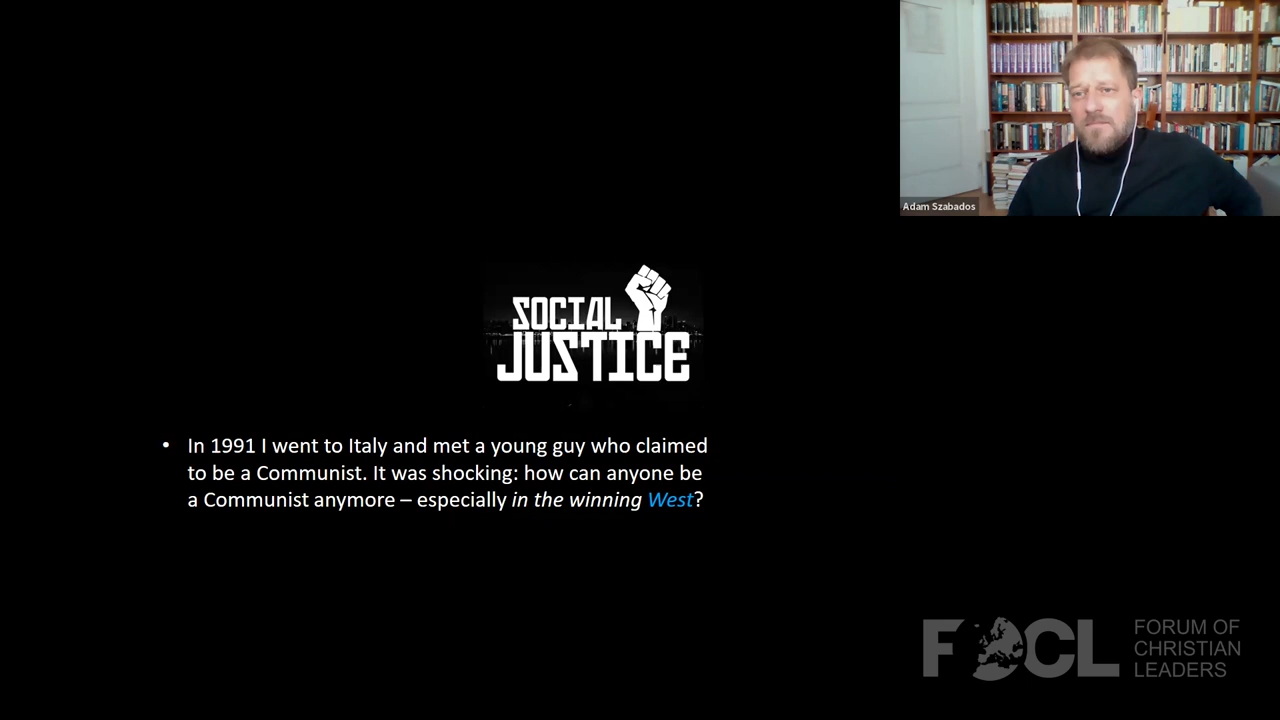 Adam Szabados
SOCIAL
JUSTICE
• In 1991 I went to Italy and met a young guy who claimed
to be a Communist. It was shocking: how can anyone be
a Communist anymore – especially in the winning West?
FOCL
FORUM OF
CHRISTIAN
LEADERS